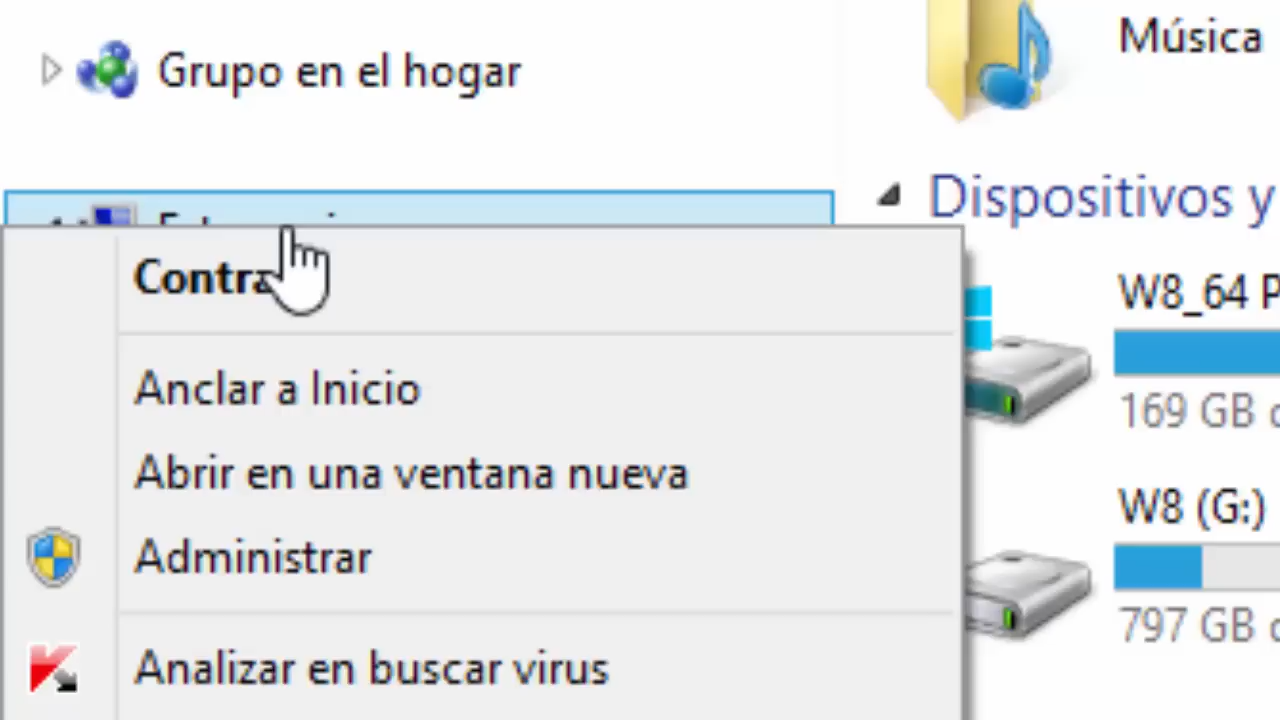 Grupo en el hogar
Contra
Anclar a Inicio
Abrir en una ventana nueva
Administrar
Analizar en buscar virus
Música
Dispositivos y
W8_64 P
169 GB
W8 (G:)
797 GB